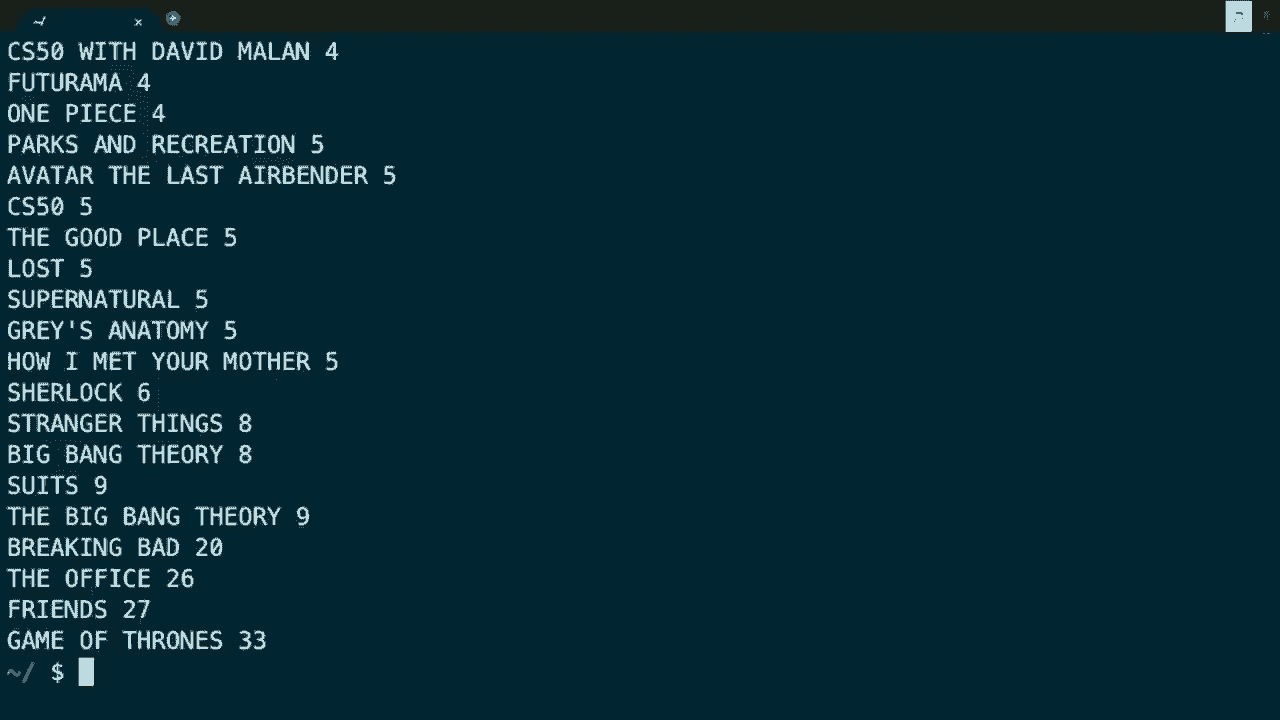 ~/ ×
CS50 WITH DAVID MALAN 4
FUTURAMA 4
ONE PIECE 4
PARKS AND RECREATION 5
AVATAR THE LAST AIRBENDER 5
CS50 5
THE GOOD PLACE 5
LOST 5
SUPERNATURAL 5
GREY'S ANATOMY 5
HOW I MET YOUR MOTHER 5
SHERLOCK 6
STRANGER THINGS 8
BIG BANG THEORY 8
SUITS 9
THE BIG BANG THEORY 9
BREAKING BAD 20
THE OFFICE 26
FRIENDS 27
GAME OF THRONES 33
~/ $